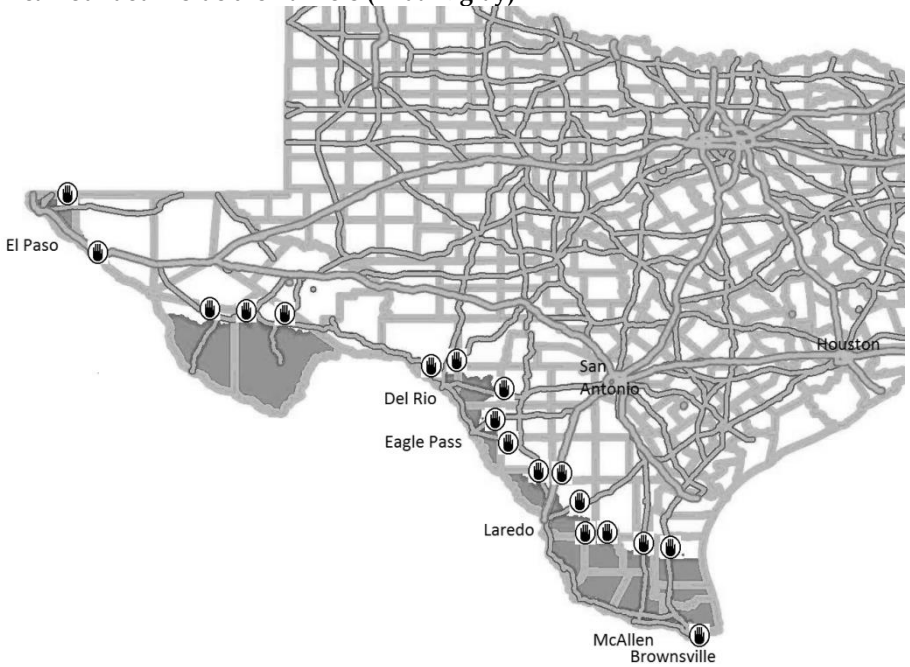 El Paso
Houston
San
Antonio
Del Rio
Eagle Pass
Laredo
McAllen
Brownsville